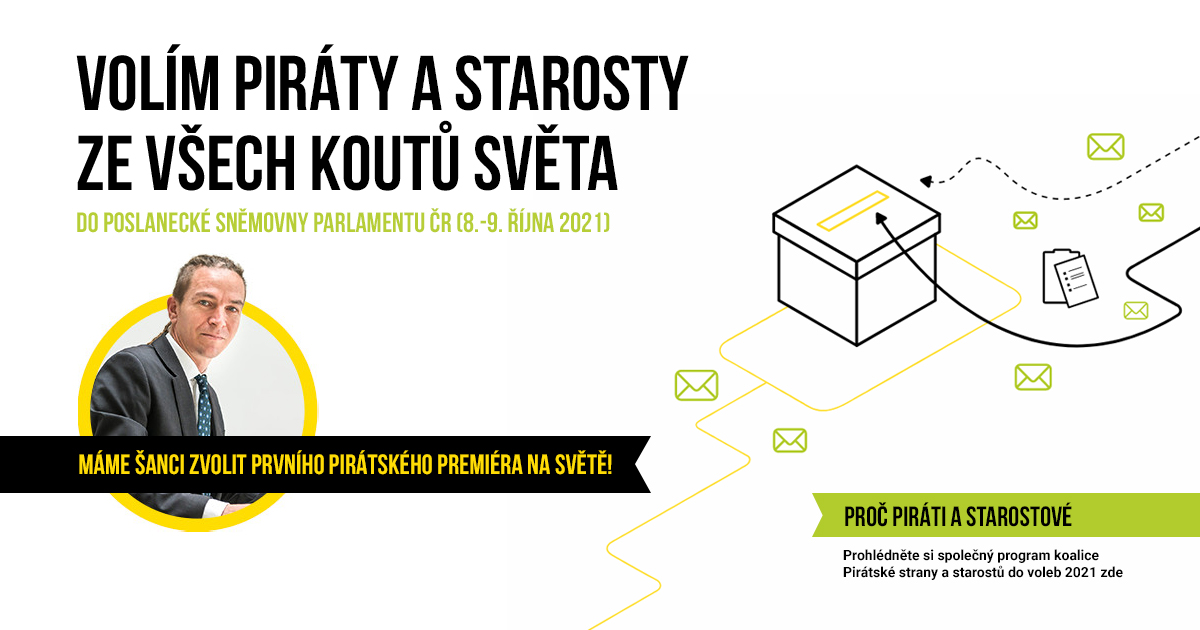 VOLÍM PIRÁTY A STAROSTY
ZE VŠECH KOUTŮ SVĚTA
DO POSLANECKÉ SNĚMOVNY PARLAMENTU ČR (8.-9. ŘÍJNA 2021)
MÁME ŠANCI ZVOLIT PRVNÍHO PIRÁTSKÉHO PREMIÉRA NA SVĚTĚ!
PROČ PIRÁTI A STAROSTOVÉ
Prohlédněte si společný program koalice
Pirátské strany a starostů do voleb 2021 zde